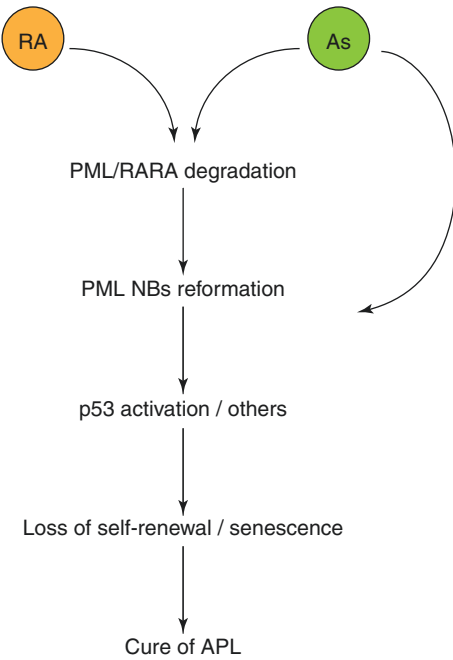 RA
As
PML/RARA degradation
PML NBs reformation
p53 activation / others
Loss of self-renewal / senescence
Cure of APL